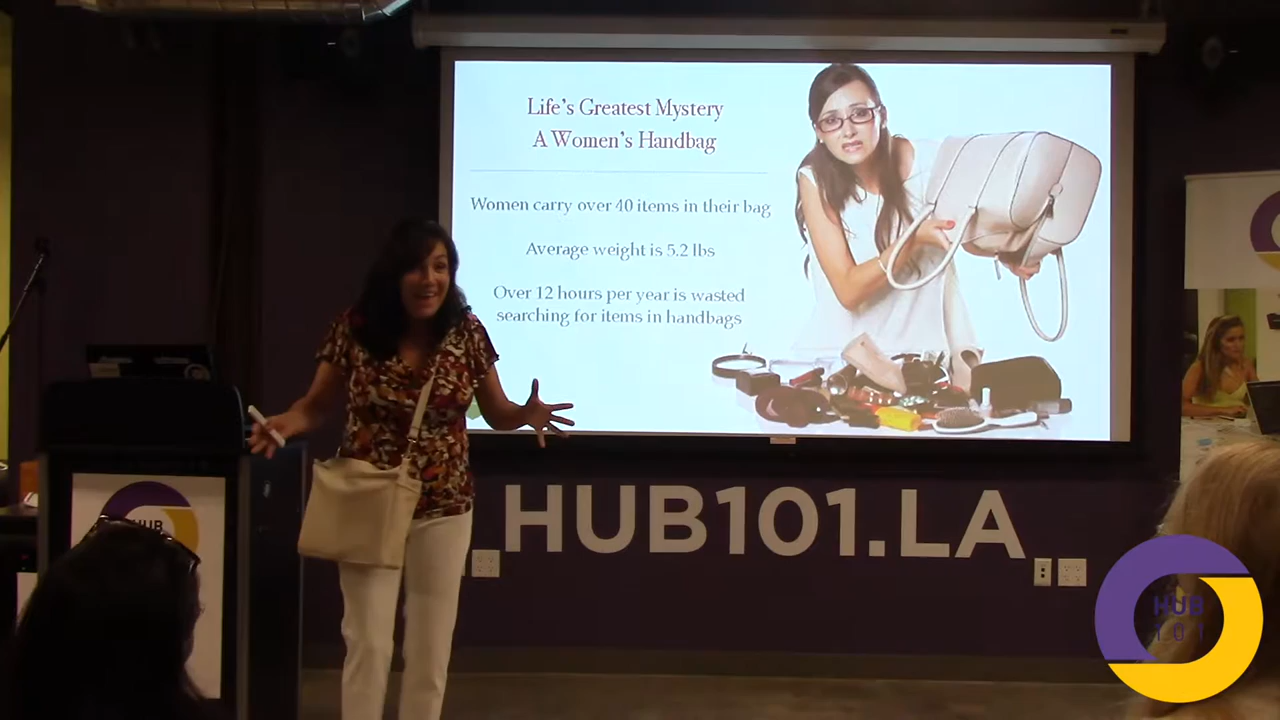 Life's Greatest Mystery
A Women's Handbag
Women carry over 40 items in their bag
Average weight is 5.2 lbs
Over 12 hours per year is wasted
searching for items in handbags
HUB101.LA
HUB
HUB
101